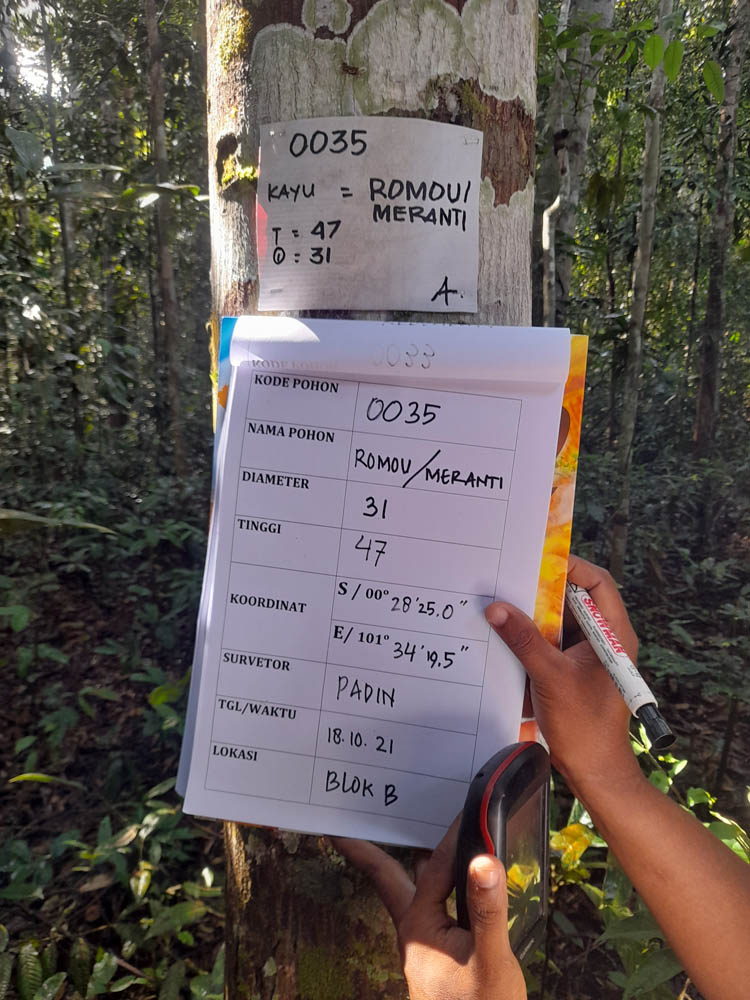 0035
KAYU = ROMOU/
MERANTI
T = 47
Ø : 31
A.
0033
KODE POHON 0035
NAMA POHON ROMOU/MERANTI
DIAMETER 31
TINGGI 47
KOORDINAT
S / 00° 28'25.0"
E/ 101° 34'19.5"
SURVETOR PADIN
TGL/WAKTU 18.10.21
LOKASI BLOK B
SNOWMAN